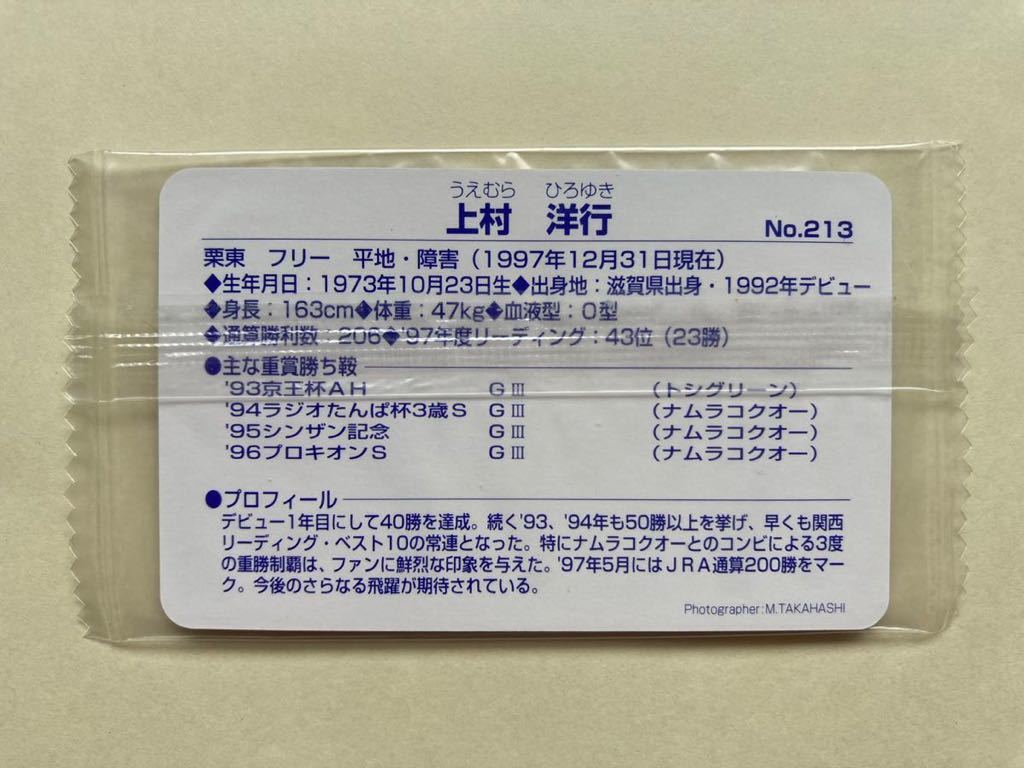 うえむら　ひろゆき
上村　洋行　No.213
栗東　フリー　平地・障害（1997年12月31日現在）
◆生年月日：1973年10月23日生◆出身地：滋賀県出身・1992年デビュー
◆身長：163cm◆体重：47kg◆血液型：O型
◆通算勝利数：206◆'97年度リーディング：43位（23勝）
●主な重賞勝ち鞍
'93京王杯AH　GⅢ　（トシグリーン）
'94ラジオたんぱ杯3歳S　GⅢ　（ナムラコクオー）
'95シンザン記念　GⅢ　（ナムラコクオー）
'96プロキオンS　GⅢ　（ナムラコクオー）
●プロフィール
デビュー1年目にして40勝を達成。続く'93、'94年も50勝以上を挙げ、早くも関西
リーディング・ベスト10の常連となった。特にナムラコクオーとのコンビによる3度
の重勝制覇は、ファンに鮮烈な印象を与えた。'97年5月にはJRA通算200勝をマー
ク。今後のさらなる飛躍が期待されている。
Photographer:M.TAKAHASHI